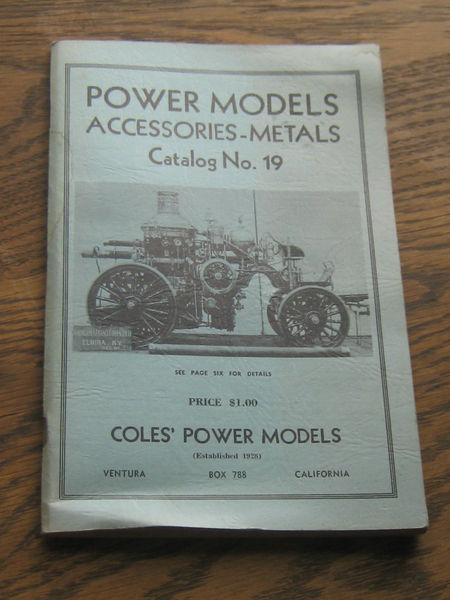 POWER MODELS
ACCESSORIES-METALS
Catalog No. 19
ELMIRA, N.Y.
SEE PAGE SIX FOR DETAILS
PRICE $1.00
COLES' POWER MODELS
(Established 1928)
VENTURA BOX 788 CALIFORNIA